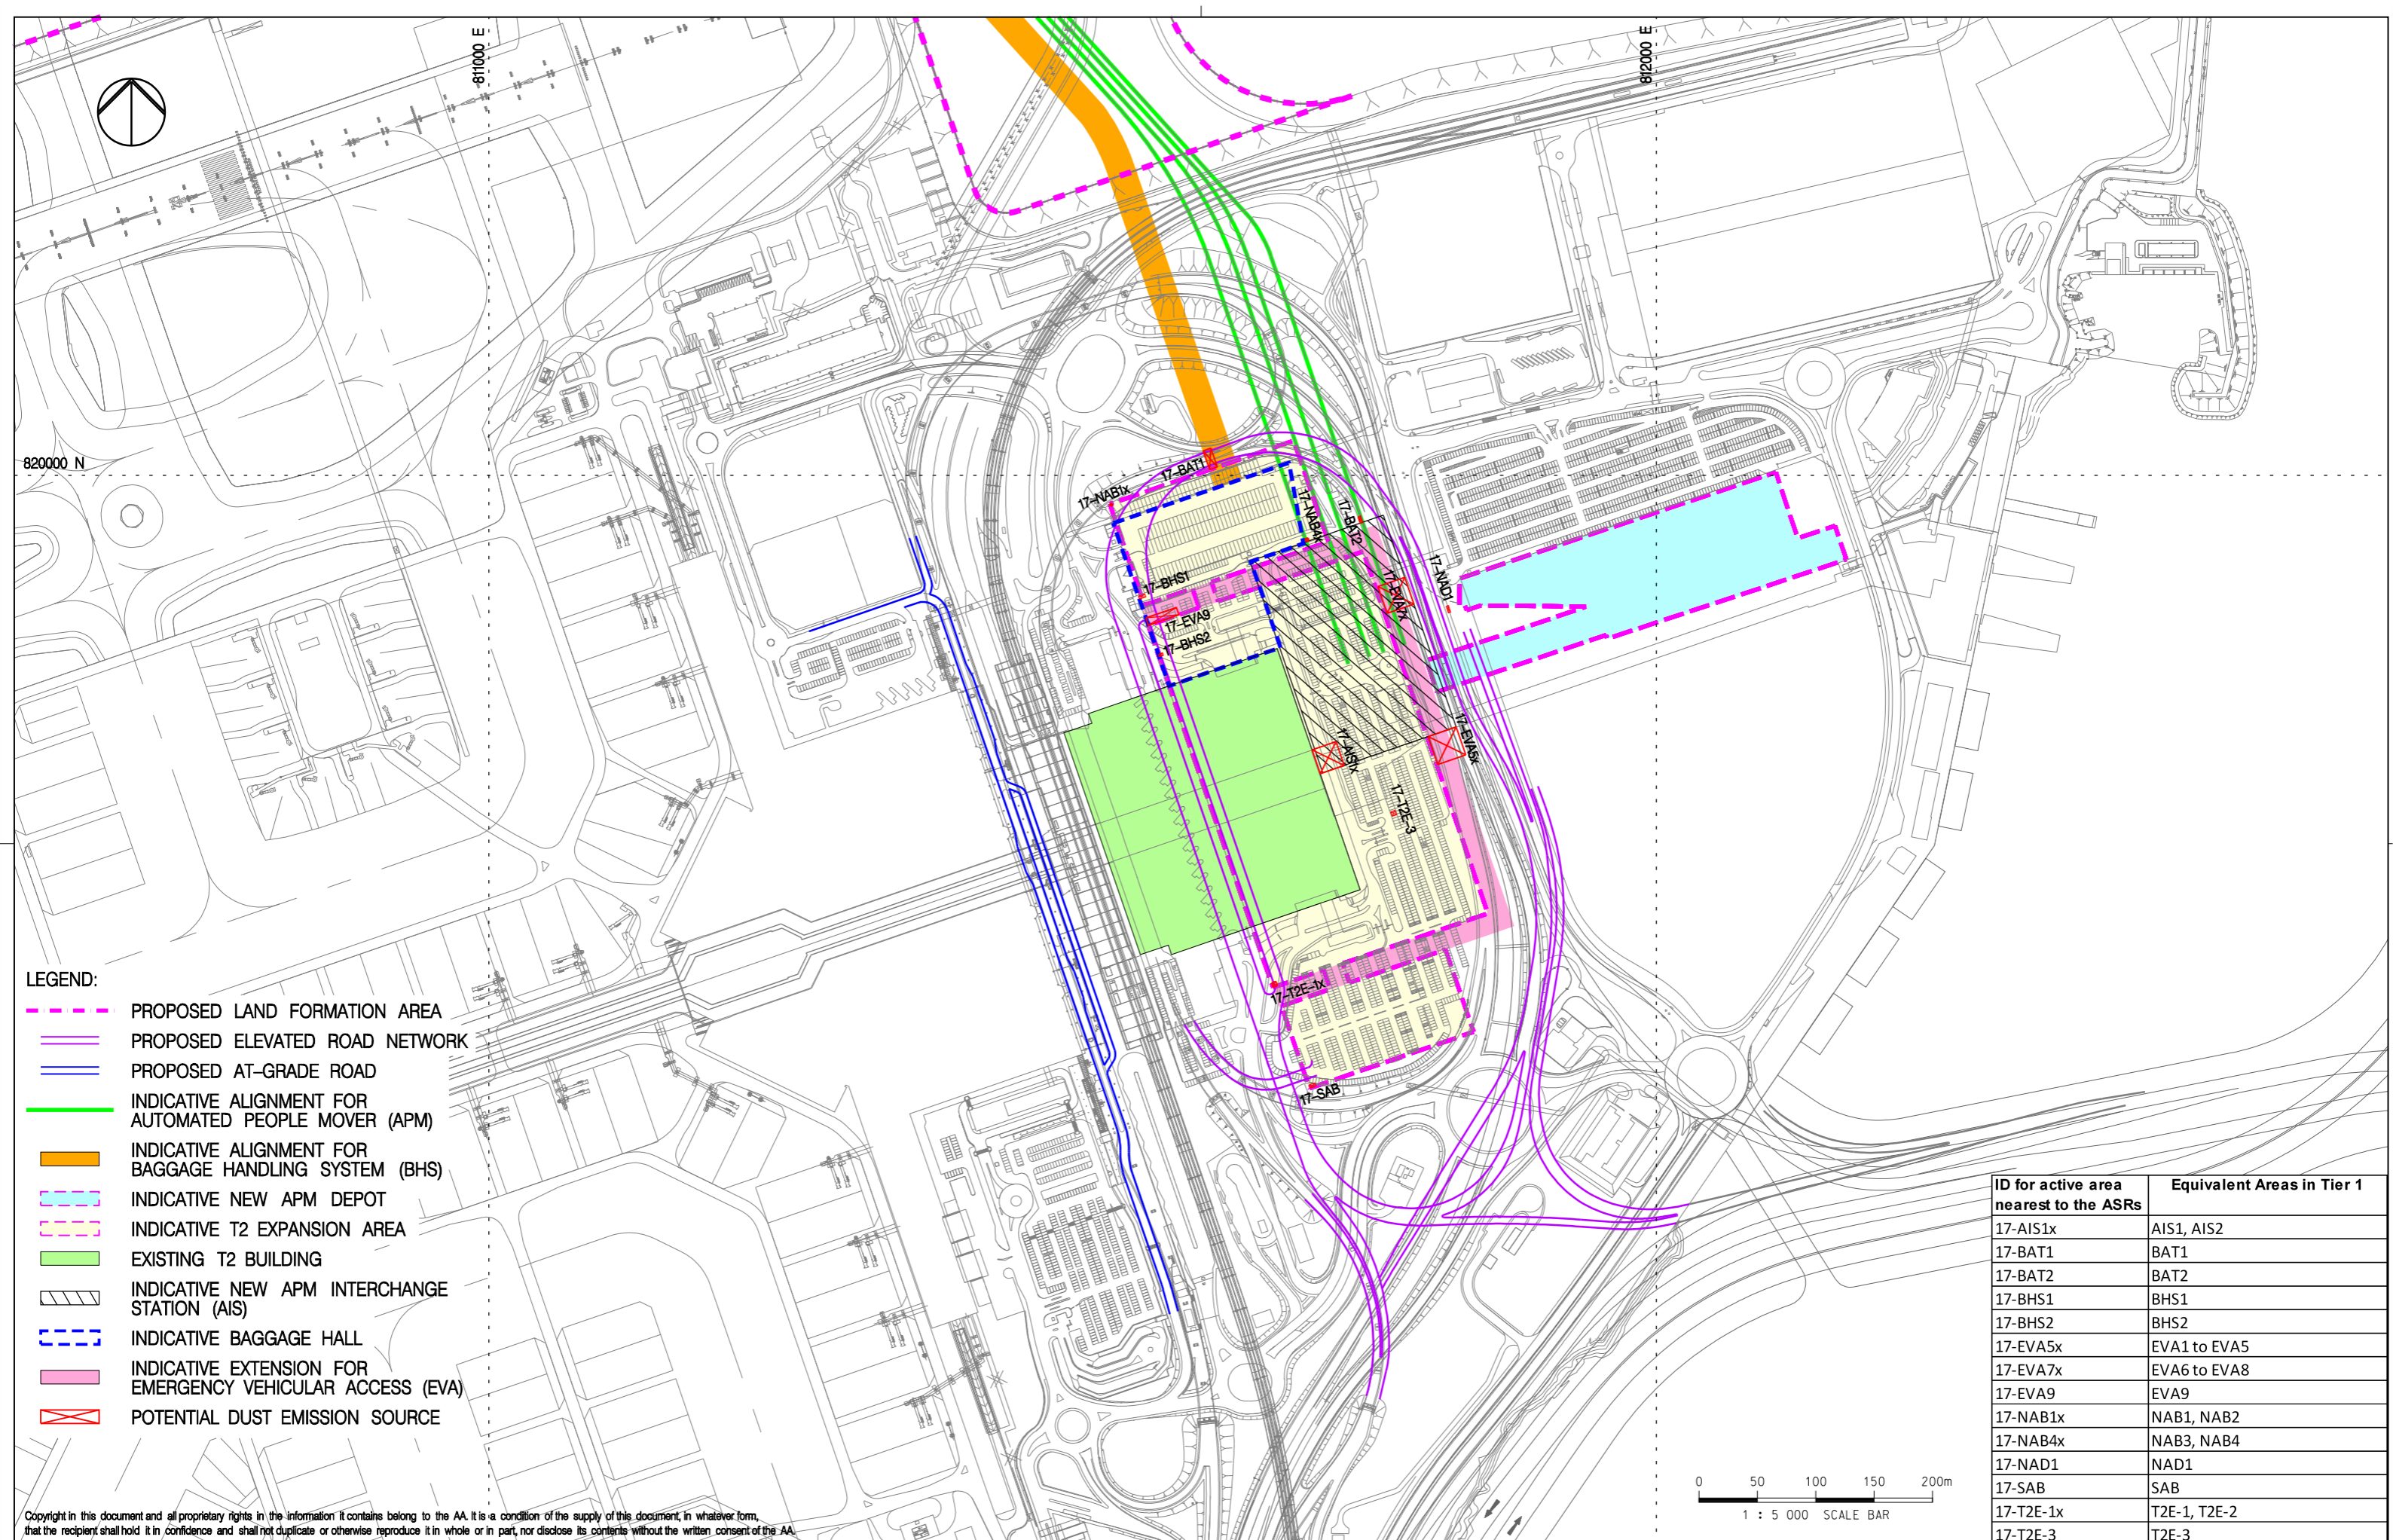 811000 E
812000 E
820000 N
17-BAT1
17-NAB1x
17-NAB4x
17-BAT2
17-BHS1
17-EVA7x
17-NAD1
17-EVA9
17-BHS2
17-EVA5x
17-AIS1x
17-T2E-3
17-T2E-1x
17-SAB
LEGEND:
PROPOSED LAND FORMATION AREA
PROPOSED ELEVATED ROAD NETWORK
PROPOSED AT-GRADE ROAD
INDICATIVE ALIGNMENT FOR
AUTOMATED PEOPLE MOVER (APM)
INDICATIVE ALIGNMENT FOR
BAGGAGE HANDLING SYSTEM (BHS)
INDICATIVE NEW APM DEPOT
INDICATIVE T2 EXPANSION AREA
EXISTING T2 BUILDING
INDICATIVE NEW APM INTERCHANGE
STATION (AIS)
INDICATIVE BAGGAGE HALL
INDICATIVE EXTENSION FOR
EMERGENCY VEHICULAR ACCESS (EVA)
POTENTIAL DUST EMISSION SOURCE
Copyright in this document and all proprietary rights in the information it contains belong to the AA. It is a condition of the supply of this document, in whatever form,
that the recipient shall hold it in confidence and shall not duplicate or otherwise reproduce it in whole or in part, nor disclose its contents without the written consent of the AA.
0 50 100 150 200m
1 : 5 000 SCALE BAR
ID for active area nearest to the ASRs Equivalent Areas in Tier 1
17-AIS1x AIS1, AIS2
17-BAT1 BAT1
17-BAT2 BAT2
17-BHS1 BHS1
17-BHS2 BHS2
17-EVA5x EVA1 to EVA5
17-EVA7x EVA6 to EVA8
17-EVA9 EVA9
17-NAB1x NAB1, NAB2
17-NAB4x NAB3, NAB4
17-NAD1 NAD1
17-SAB SAB
17-T2E-1x T2E-1, T2E-2
17-T2E-3 T2E-3